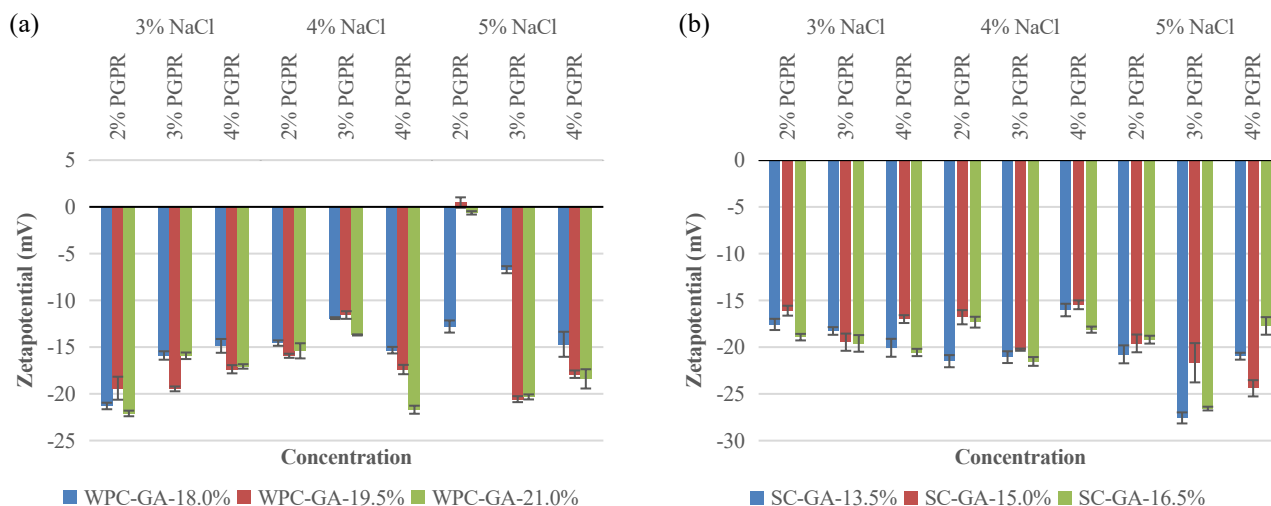 (a)
3% NaCl 4% NaCl 5% NaCl
2% PGPR 3% PGPR 4% PGPR 2% PGPR 3% PGPR 4% PGPR 2% PGPR 3% PGPR 4% PGPR
5
0
-5
-10
-15
-20
-25
Zetapotential (mV)
Concentration
WPC-GA-18.0% WPC-GA-19.5% WPC-GA-21.0%
(b)
3% NaCl 4% NaCl 5% NaCl
2% PGPR 3% PGPR 4% PGPR 2% PGPR 3% PGPR 4% PGPR 2% PGPR 3% PGPR 4% PGPR
0
-5
-10
-15
-20
-25
-30
Zetapotential (mV)
Concentration
SC-GA-13.5% SC-GA-15.0% SC-GA-16.5%